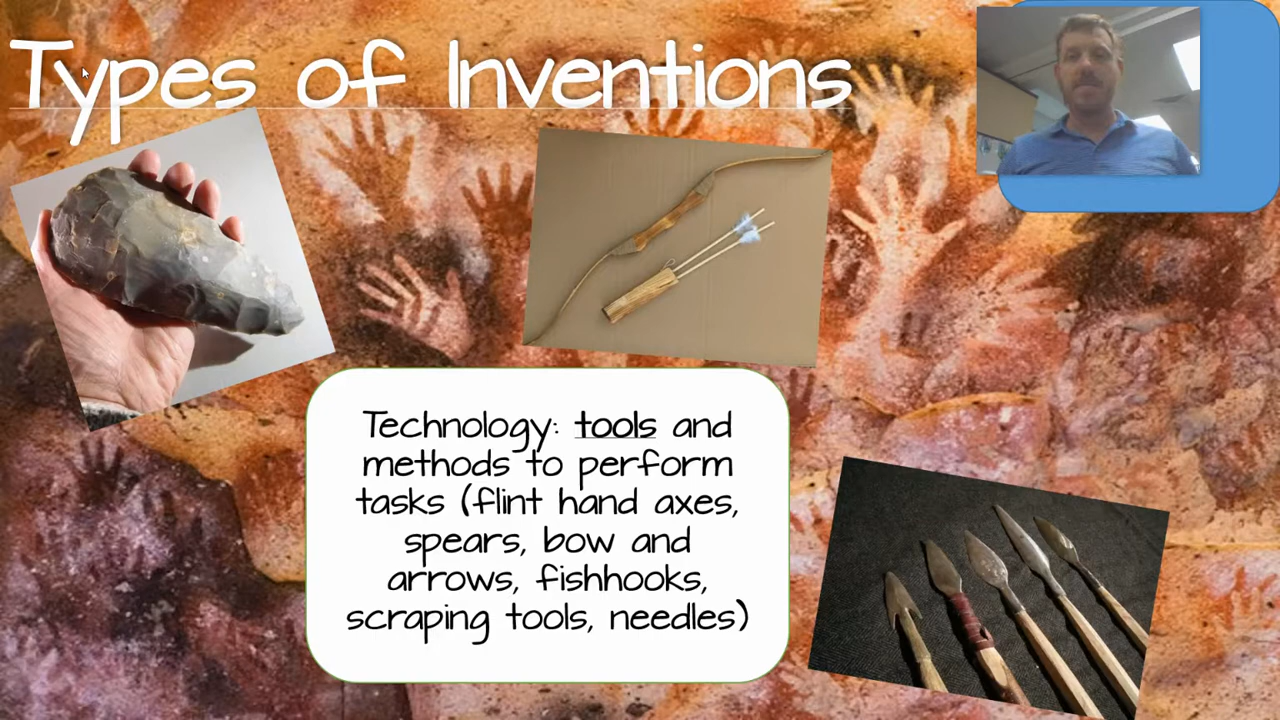 Types of Inventions
Technology: tools and
methods to perform
tasks (flint hand axes,
spears, bow and
arrows, fishhooks,
scraping tools, needles)